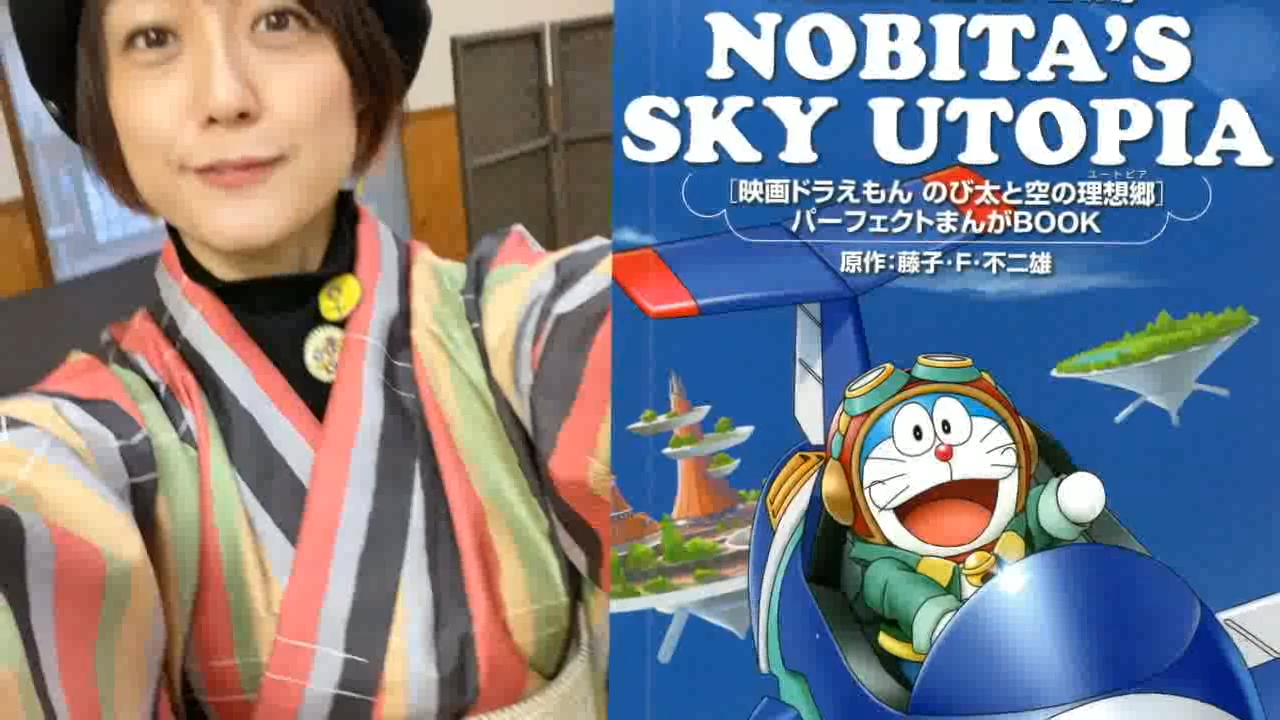 NOBITA'S
SKY UTOPIA
ユートピア
[映画ドラえもん のび太と空の理想郷]
パーフェクトまんがBOOK
原作:藤子・F・不二雄